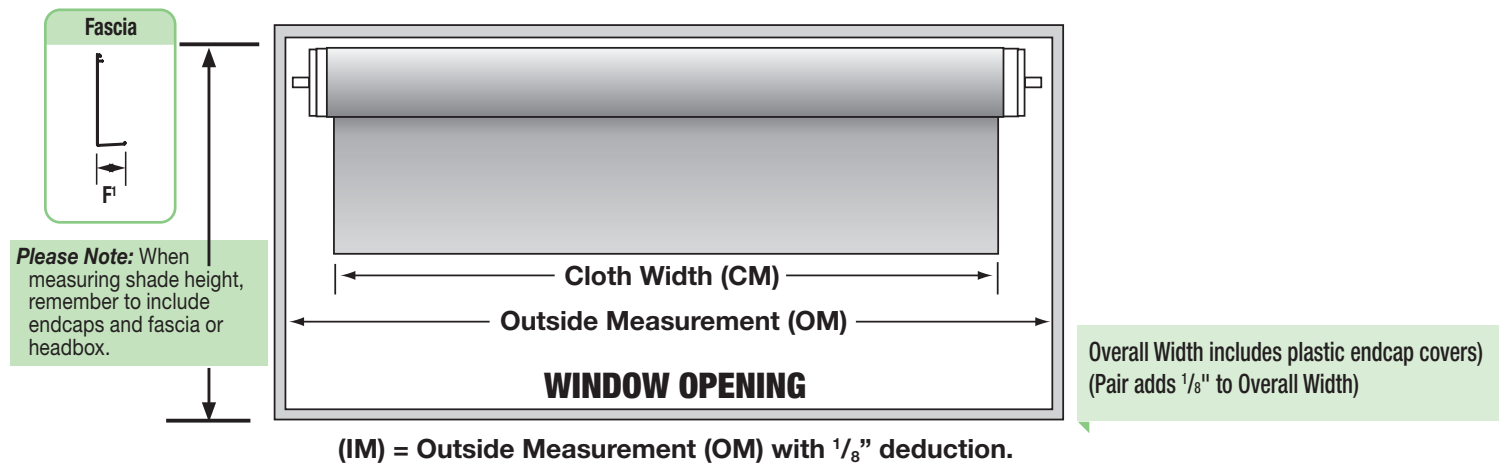 Fascia
F¹
Please Note: When
measuring shade height,
remember to include
endcaps and fascia or
headbox.
Cloth Width (CM)
Outside Measurement (OM)
WINDOW OPENING
Overall Width includes plastic endcap covers)
(Pair adds ¹/₈" to Overall Width)
(IM) = Outside Measurement (OM) with ¹/₈” deduction.